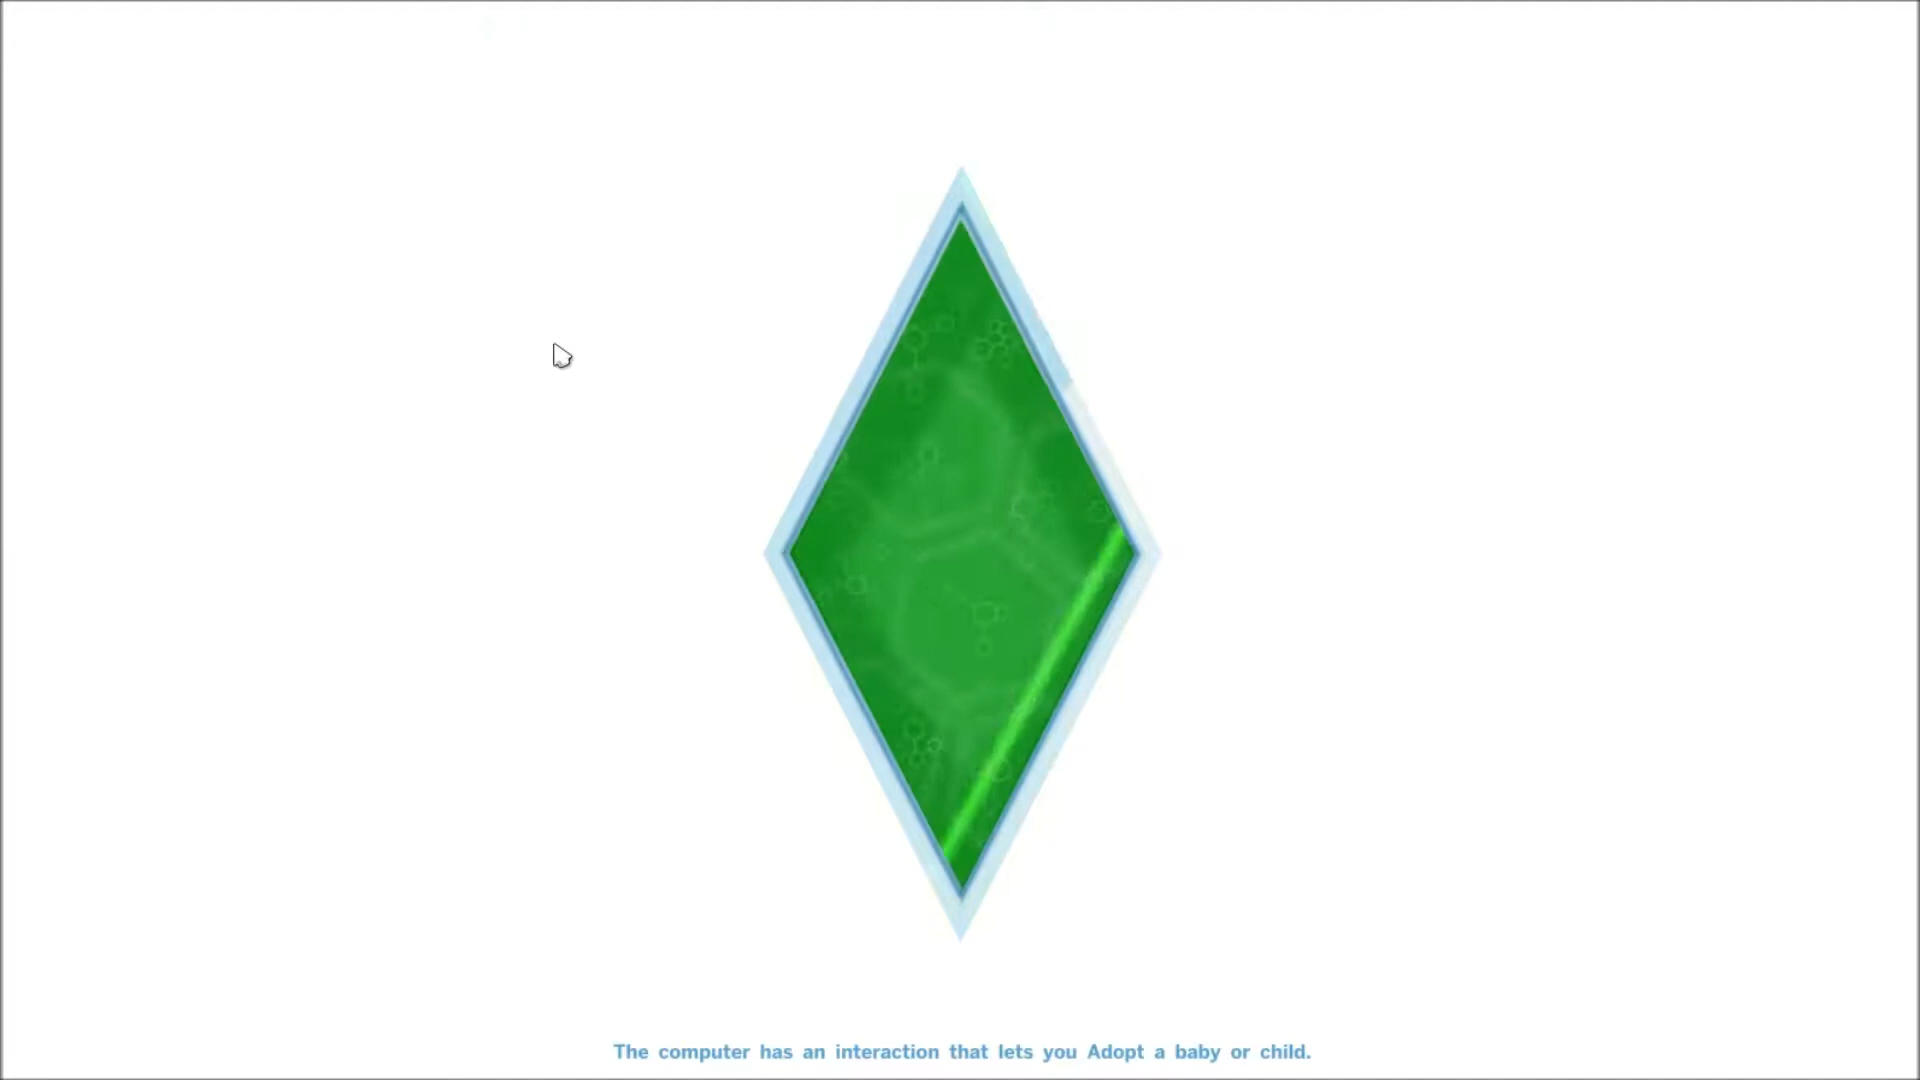 The computer has an interaction that lets you Adopt a baby or child.